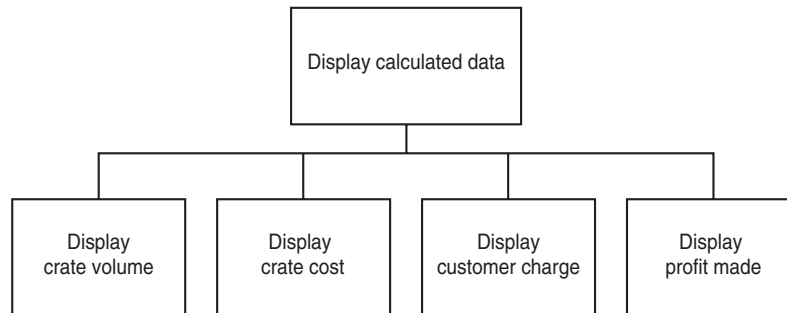 Display calculated data
Display
crate volume
Display
crate cost
Display
customer charge
Display
profit made